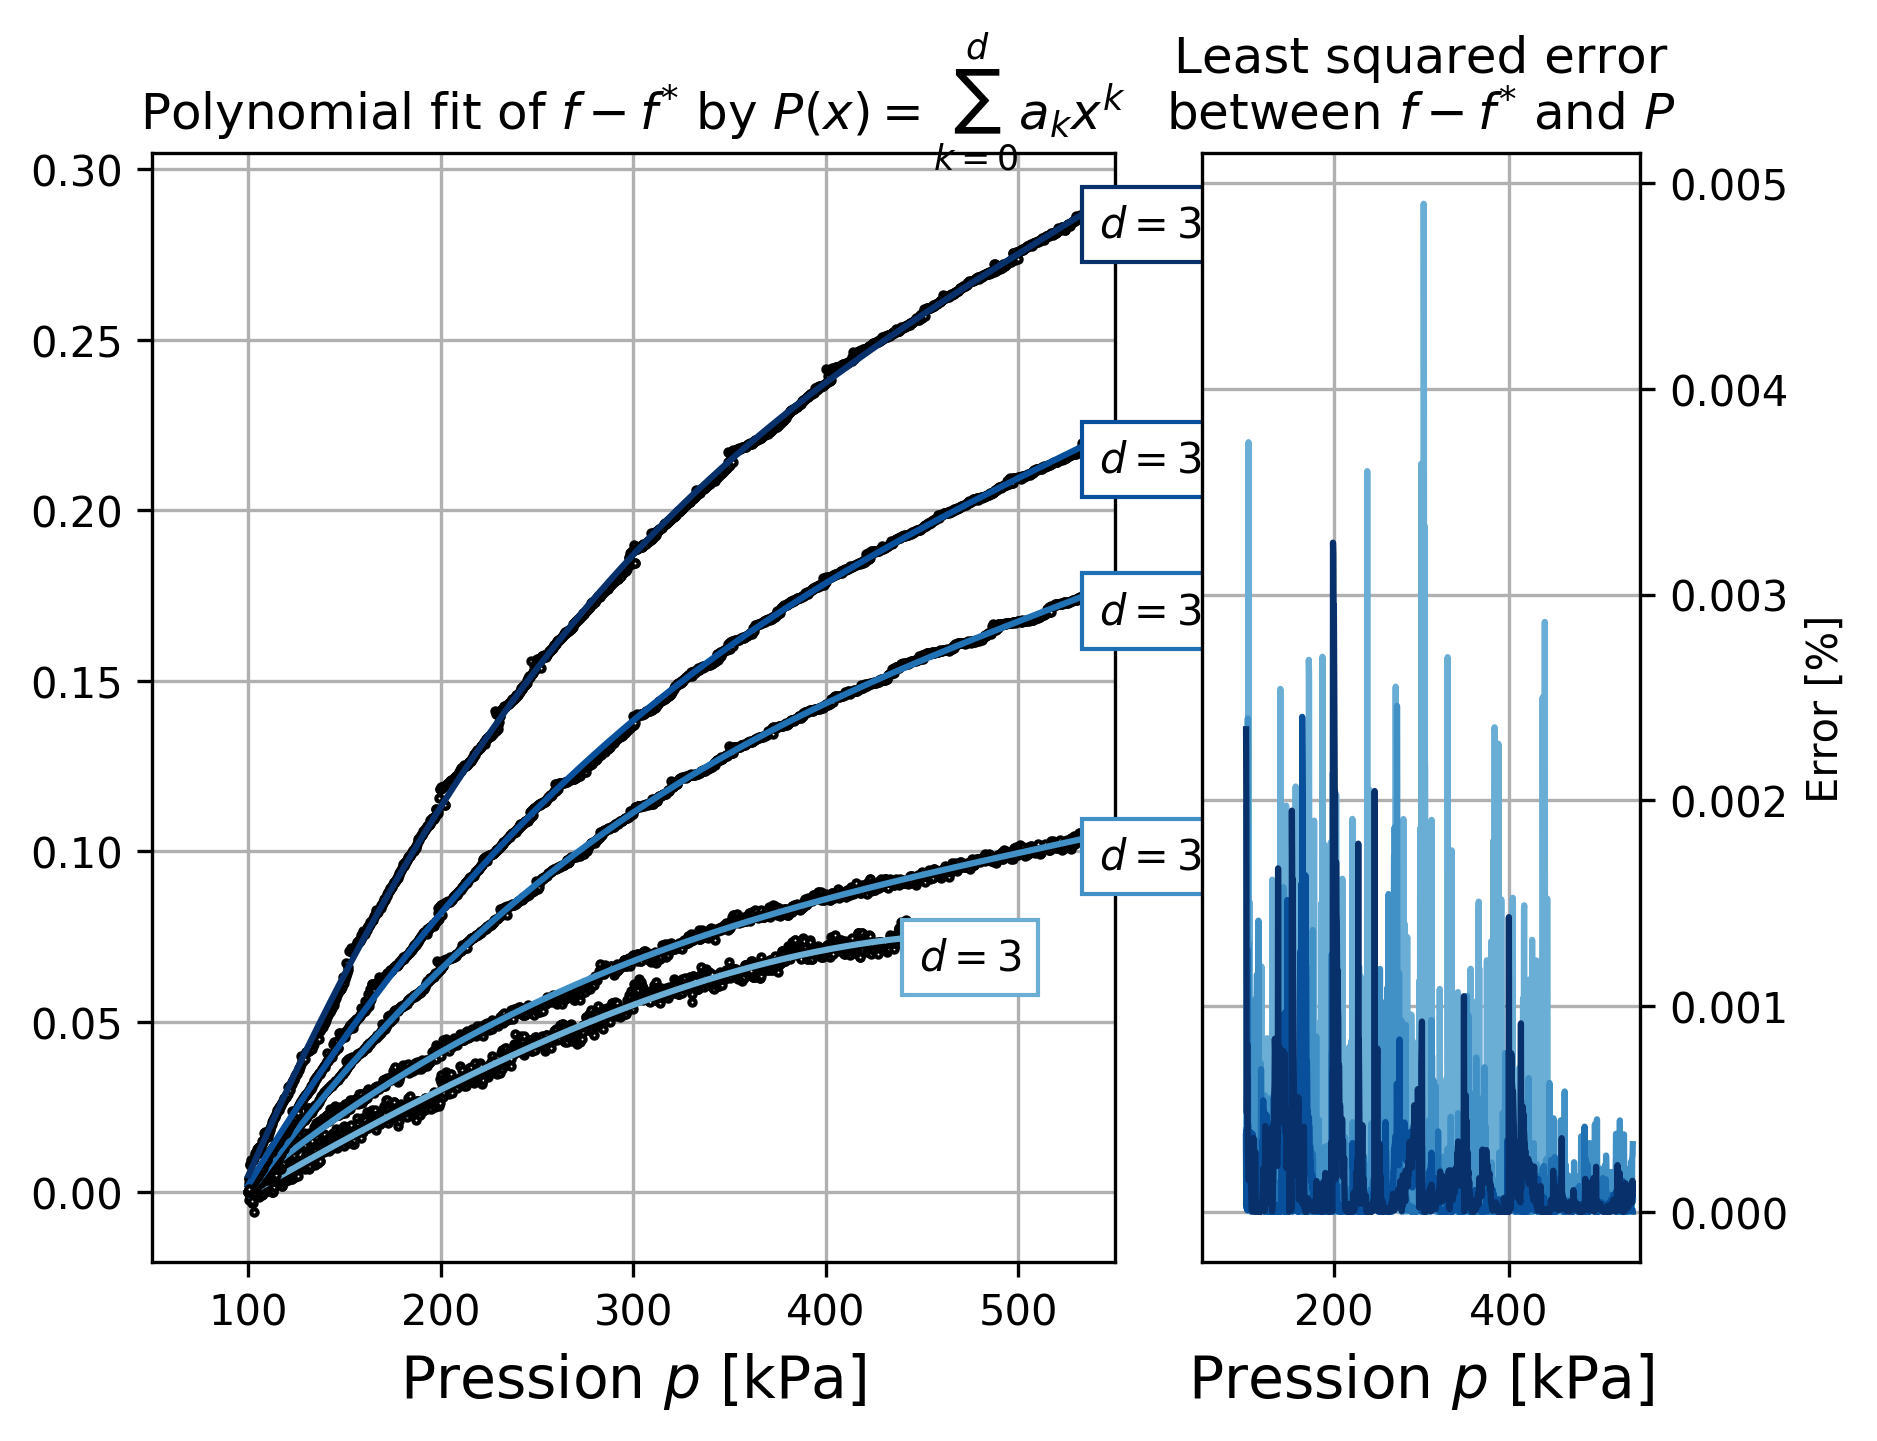 Polynomial fit of f − f* by P(x) = \sum_{k=0}^{d} a_k x^k
Least squared error
between f − f* and P
0.30
0.25
0.20
0.15
0.10
0.05
0.00
d = 3
d = 3
d = 3
d = 3
d = 3
100
200
300
400
500
Pression p [kPa]
0.005
0.004
0.003
0.002
0.001
0.000
Error [%]
200
400
Pression p [kPa]